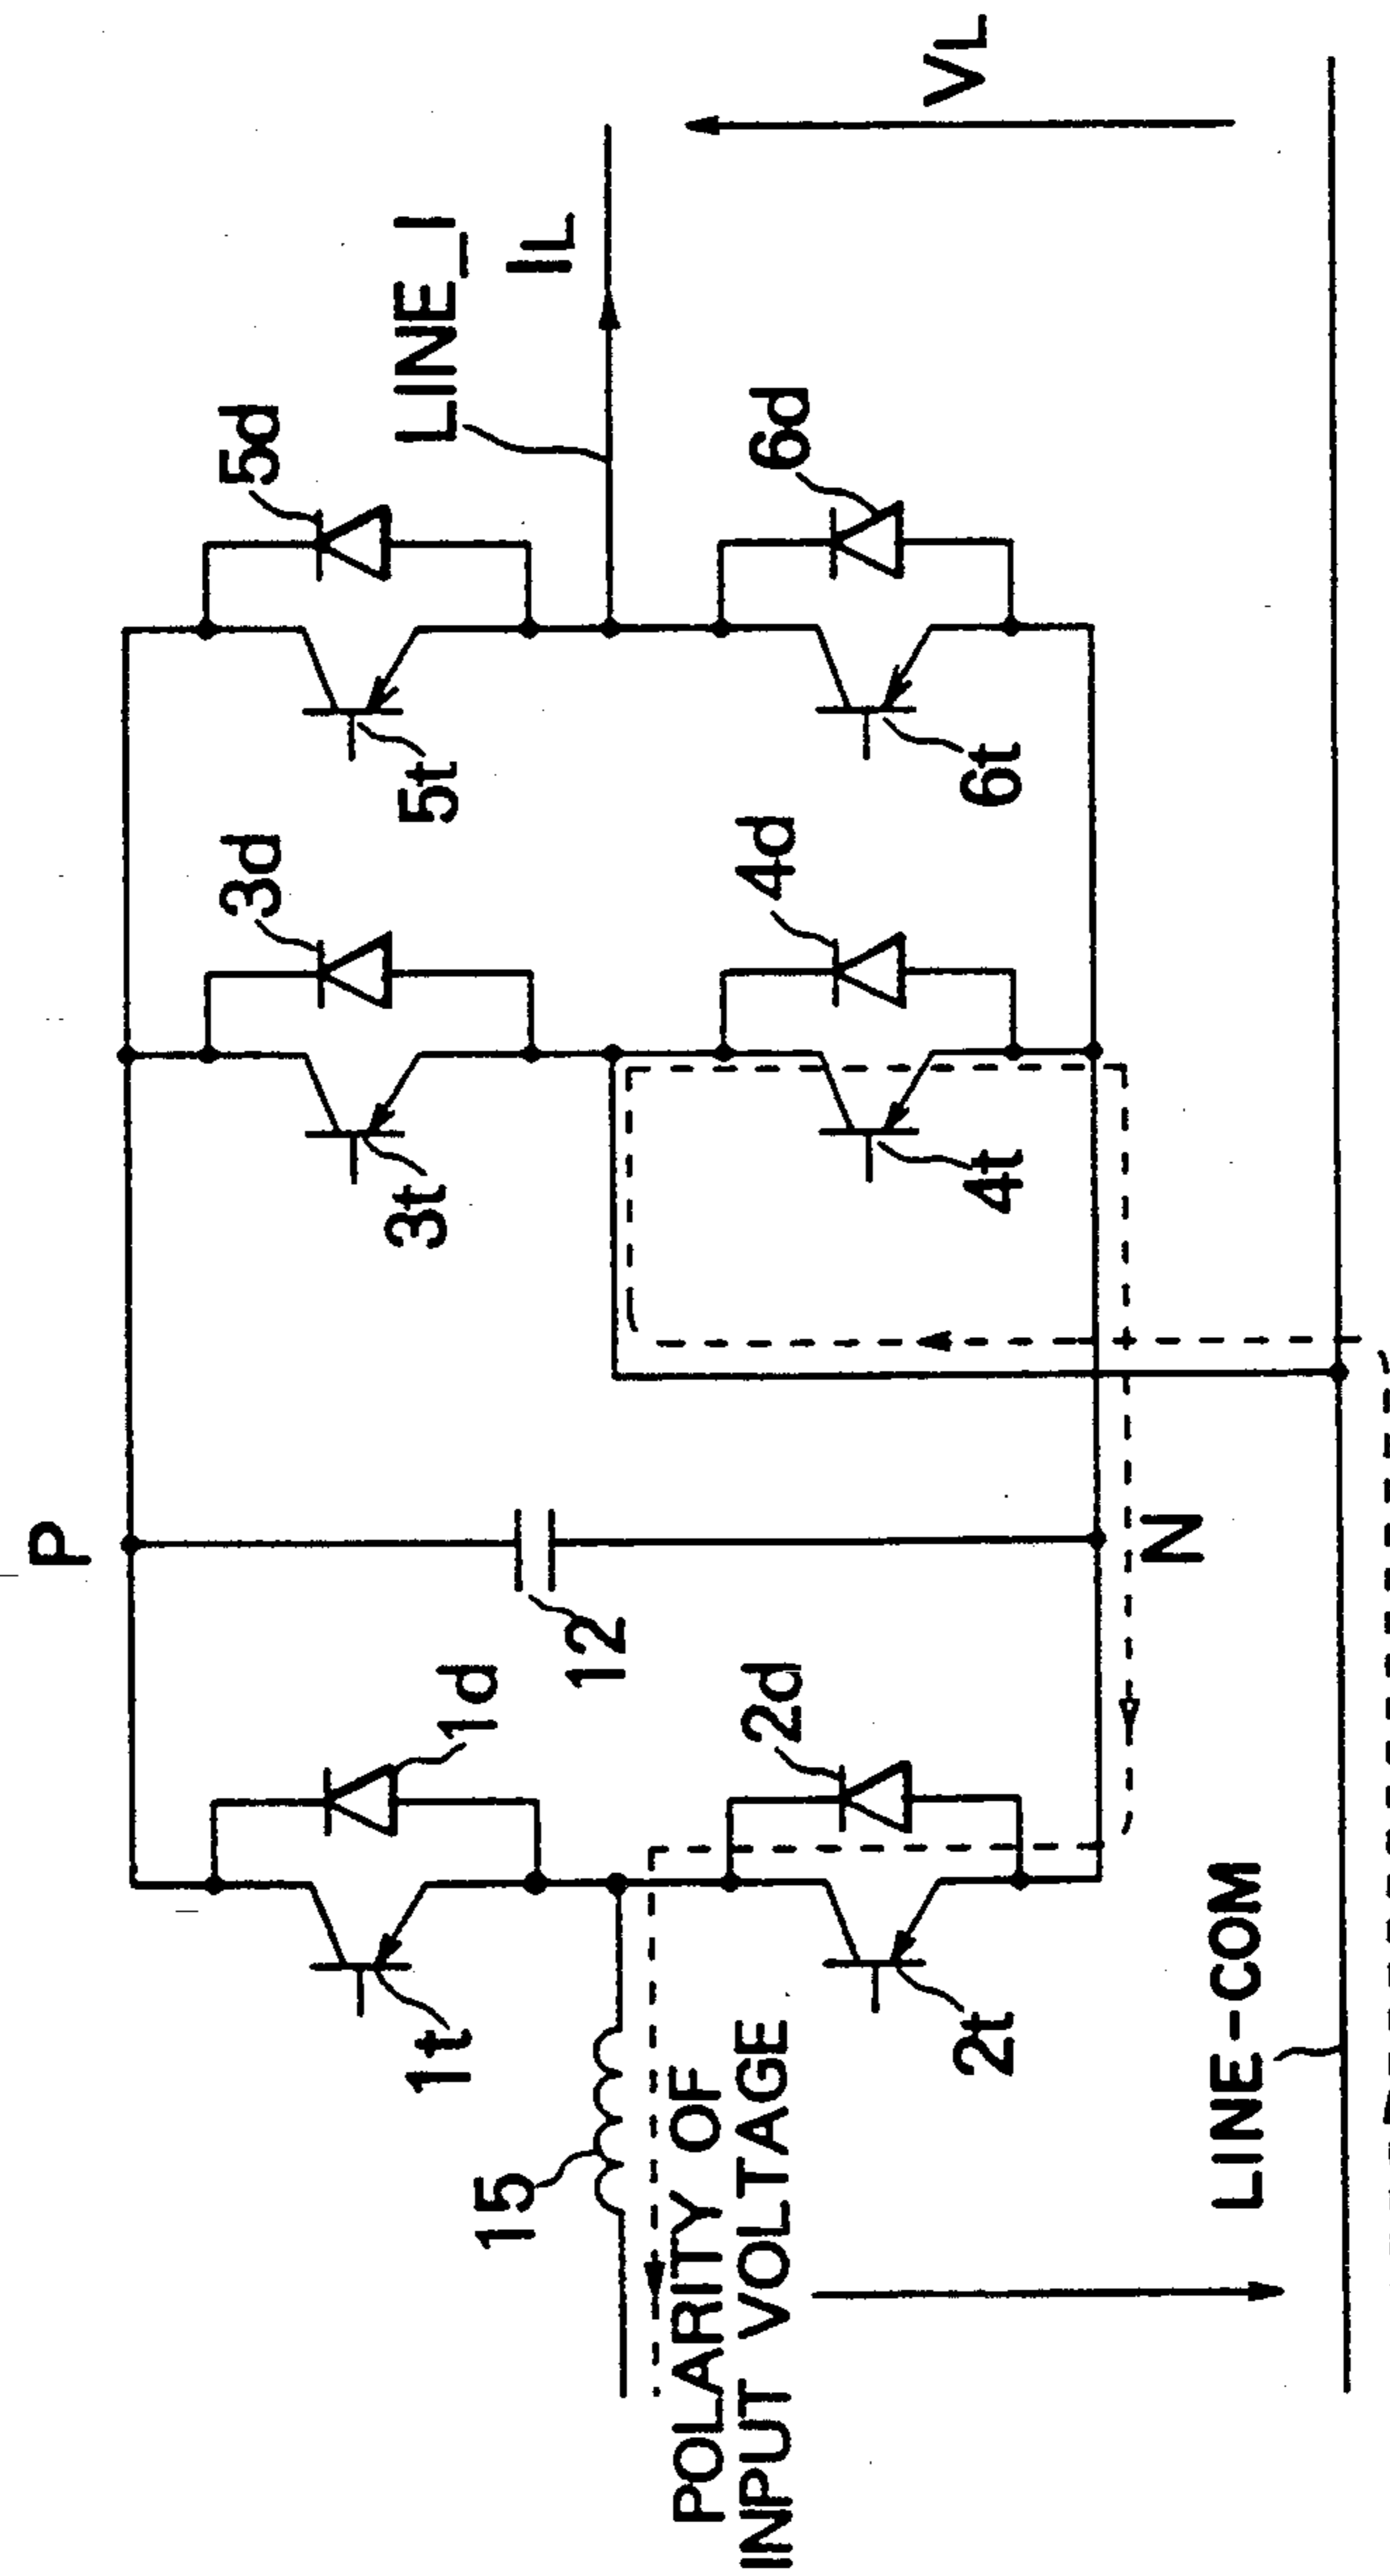 P
1t
1d
12
3t
3d
5t
5d
LINE_I
IL
VL
15
POLARITY OF
INPUT VOLTAGE
2t
2d
N
4t
4d
6t
6d
LINE-COM